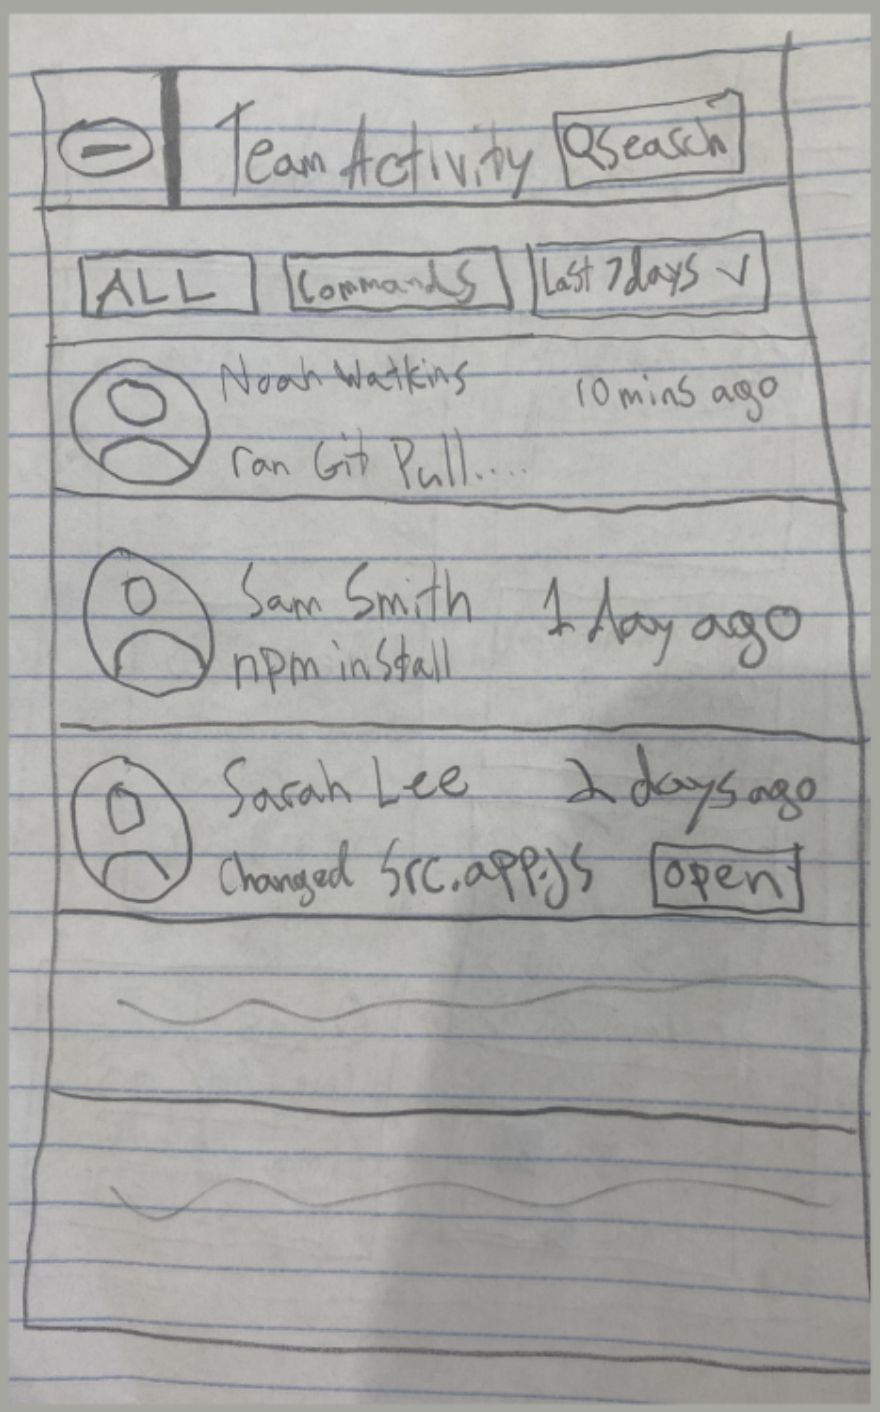 Team Activity Search
ALL Commands Last 7days
Noah Watkins 10 mins ago
ran Git Pull....
Sam Smith 1 day ago
npm install
Sarah Lee 2 days ago
changed Src.app.js open